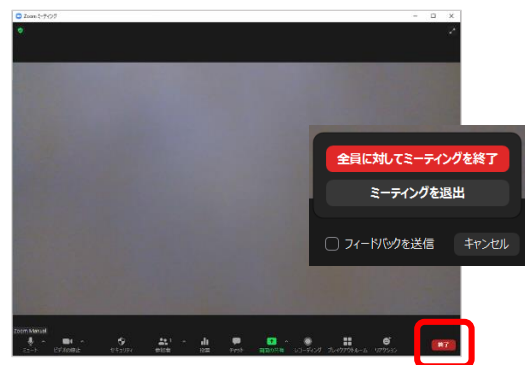 Zoom ミーティング
全員に対してミーティングを終了
ミーティングを退出
フィードバックを送信 キャンセル
Zoom Manual
ミュート ビデオの停止 セキュリティ 参加者 1 投票 チャット 画面の共有 レコーディング ブレイクアウトルーム リアクション 終了